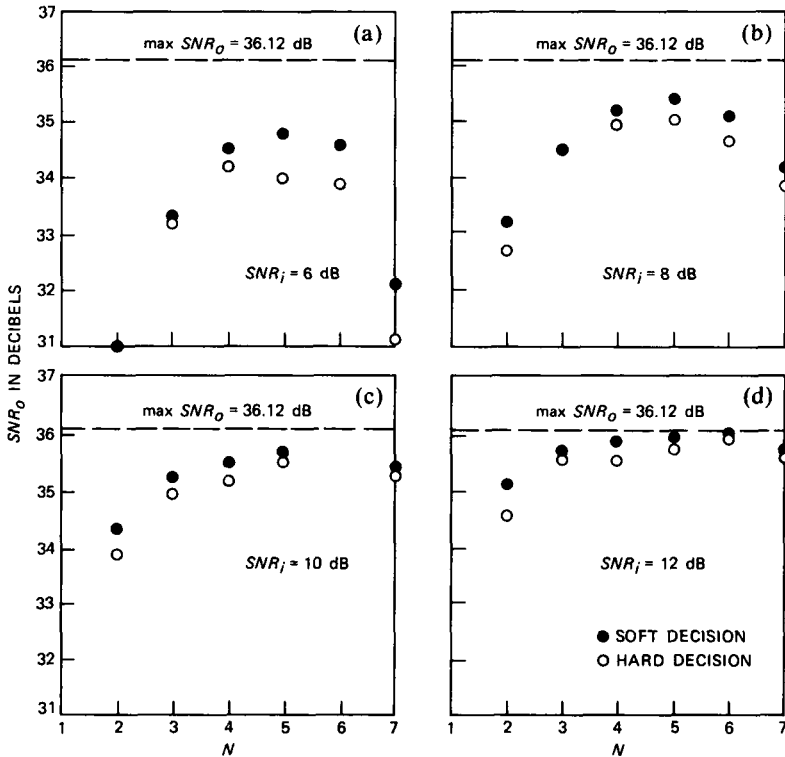 37
(a)
max SNRo = 36.12 dB
36
35
34
33
SNRi = 6 dB
32
31
(b)
max SNRo = 36.12 dB
SNRi = 8 dB
SNRo IN DECIBELS
37
(c)
max SNRo = 36.12 dB
36
35
34
SNRi = 10 dB
33
32
31
1 2 3 4 5 6 7
N
(d)
max SNRo = 36.12 dB
SNRi = 12 dB
SOFT DECISION
HARD DECISION
1 2 3 4 5 6 7
N